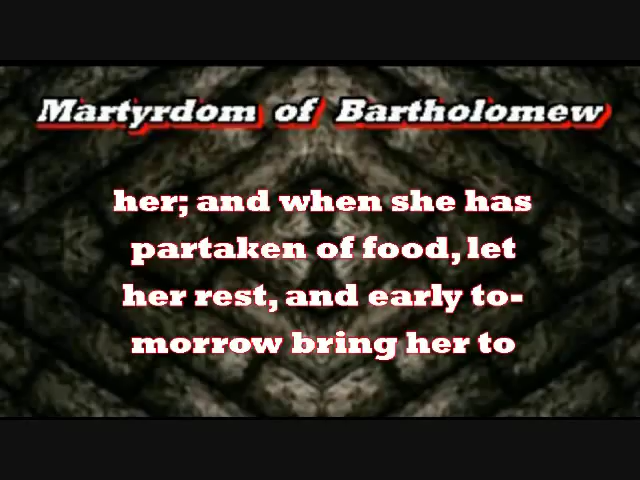 Martyrdom of Bartholomew
her; and when she has
partaken of food, let
her rest, and early to-
morrow bring her to